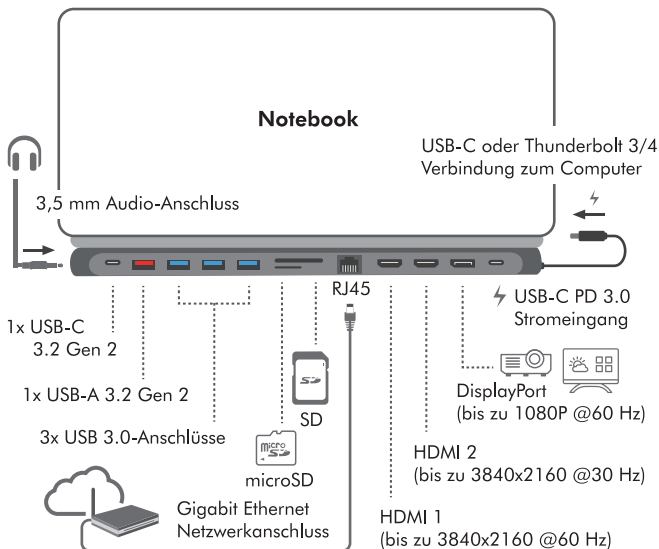 Notebook
USB-C oder Thunderbolt 3/4
Verbindung zum Computer
3,5 mm Audio-Anschluss
RJ45
USB-C PD 3.0
Stromeingang
1x USB-C
3.2 Gen 2
1x USB-A 3.2 Gen 2
3x USB 3.0-Anschlüsse
SD
SD
micro
SD
microSD
DisplayPort
(bis zu 1080P @60 Hz)
HDMI 2
(bis zu 3840x2160 @30 Hz)
Gigabit Ethernet
Netzwerkanschluss
HDMI 1
(bis zu 3840x2160 @60 Hz)